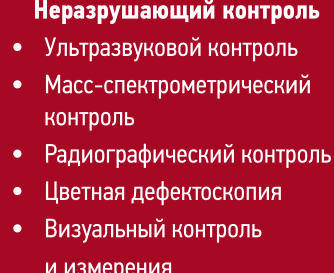 Неразрушающий контроль
• Ультразвуковой контроль
• Масс-спектрометрический
контроль
• Радиографический контроль
• Цветная дефектоскопия
• Визуальный контроль
и измерения